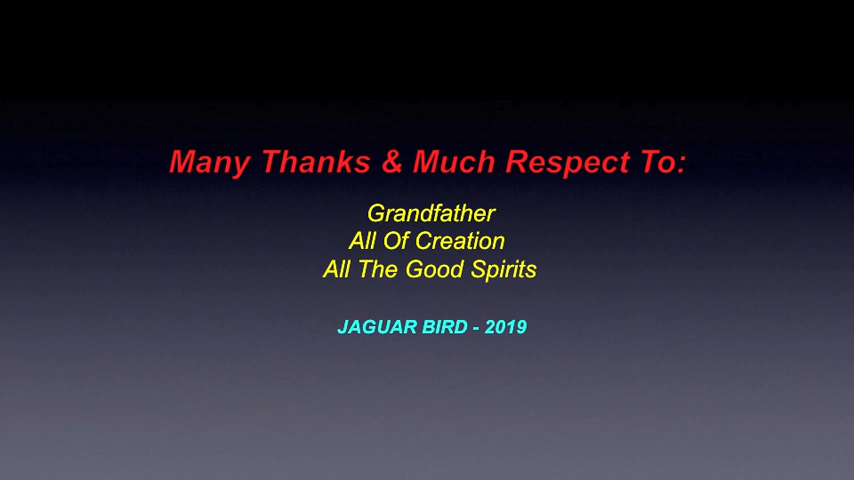 Many Thanks & Much Respect To:
Grandfather
All Of Creation
All The Good Spirits
JAGUAR BIRD - 2019